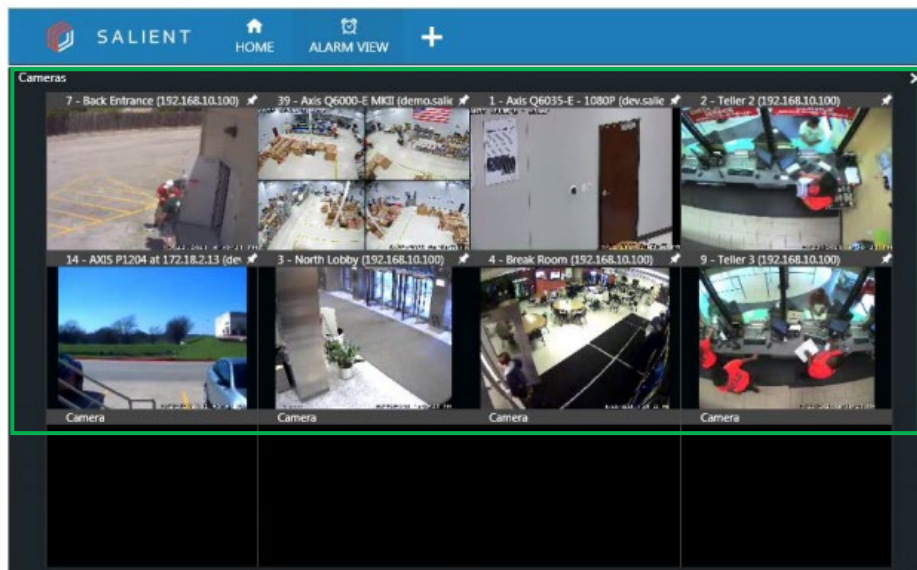 SALIENT
HOME
ALARM VIEW
Cameras
7 - Back Entrance (192.168.10.100)
39 - Axis Q6000-E MKII (demo.salie
1 - Axis Q6035-E - 1080P (dev.salie
2 - Teller 2 (192.168.10.100)
14 - AXIS P1204 at 172.18.2.13 (dev
3 - North Lobby (192.168.10.100)
4 - Break Room (192.168.10.100)
9 - Teller 3 (192.168.10.100)
Camera
Camera
Camera
Camera